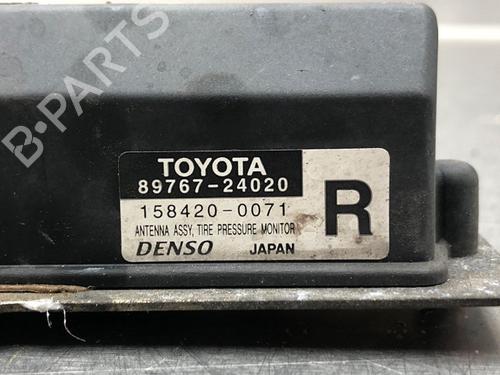 B-PARTS
TOYOTA
89767-24020
158420-0071
ANTENNA ASSY, TIRE PRESSURE MONITOR
DENSO JAPAN
R